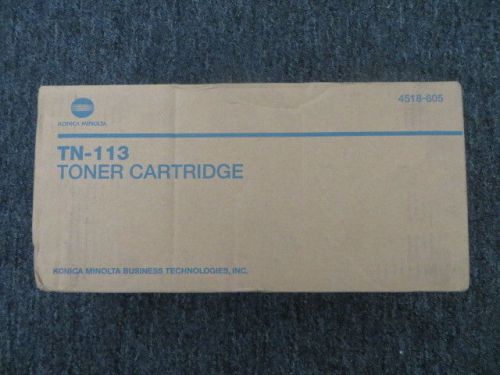 4518-605
KONICA MINOLTA
TN-113
TONER CARTRIDGE
KONICA MINOLTA BUSINESS TECHNOLOGIES, INC.